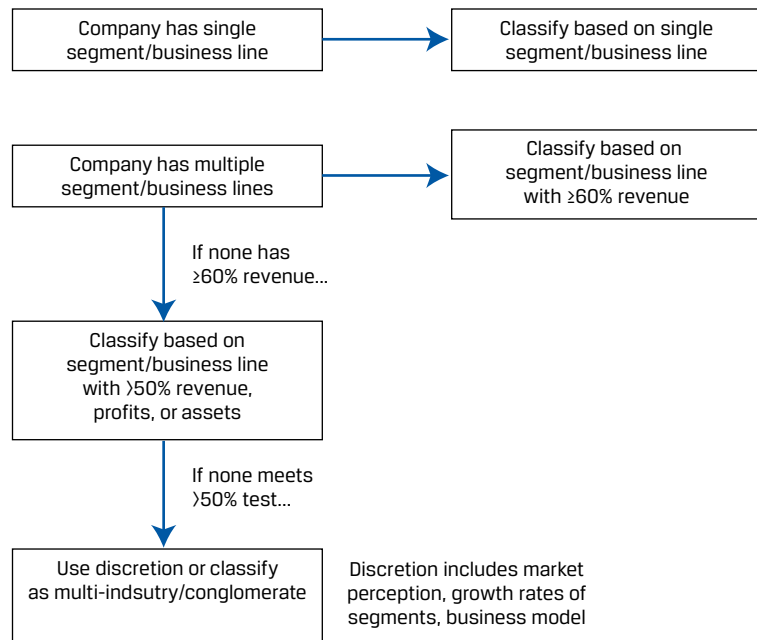 Company has single
segment/business line
Classify based on single
segment/business line
Company has multiple
segment/business lines
Classify based on
segment/business line
with ≥60% revenue
If none has
≥60% revenue...
Classify based on
segment/business line
with >50% revenue,
profits, or assets
If none meets
>50% test...
Use discretion or classify
as multi-indsutry/conglomerate
Discretion includes market
perception, growth rates of
segments, business model